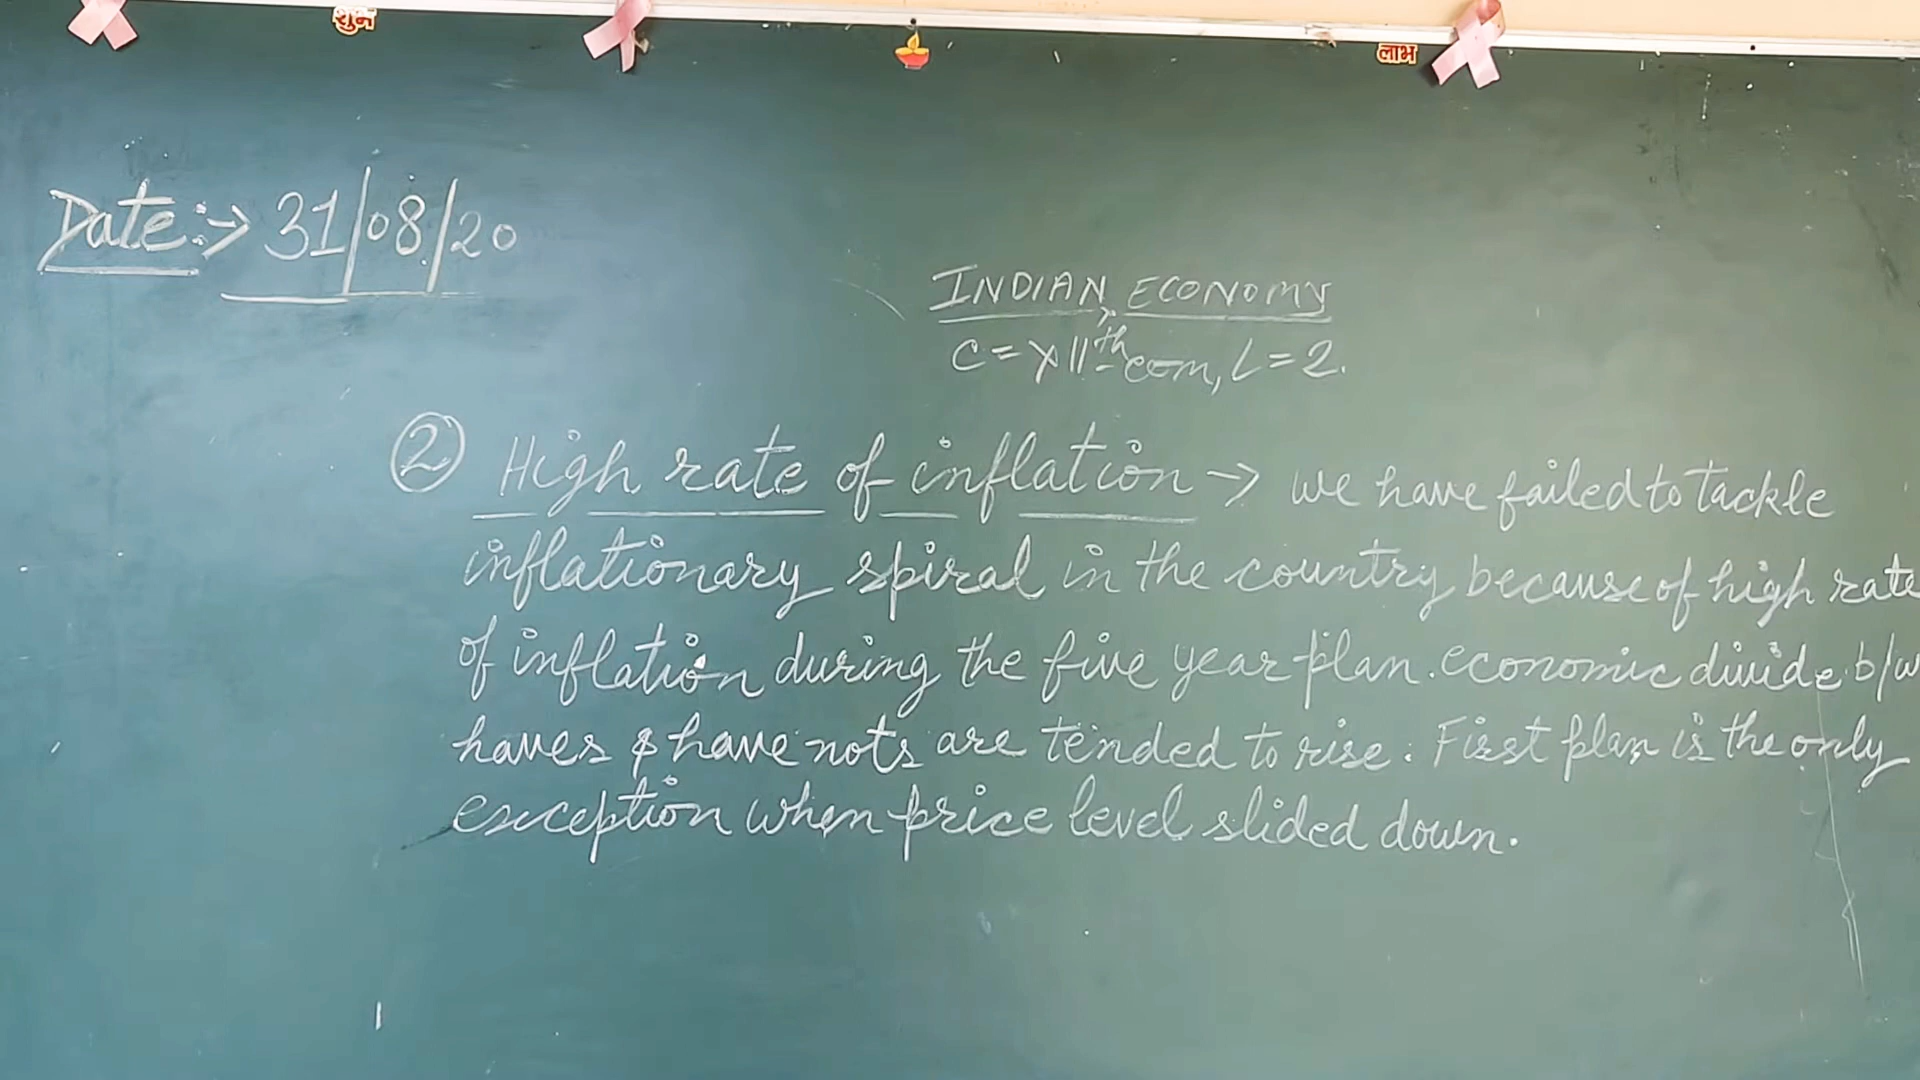 शुभ
लाभ
Date:→ 31/08/20
INDIAN ECONOMY
C=XIIth com, L=2.
② High rate of inflation → we have failed to tackle
inflationary spiral in the country because of high rate
of inflation during the five year plan. economic divide b/w
haves & have nots are tended to rise. First plan is the only
exception when price level slided down.